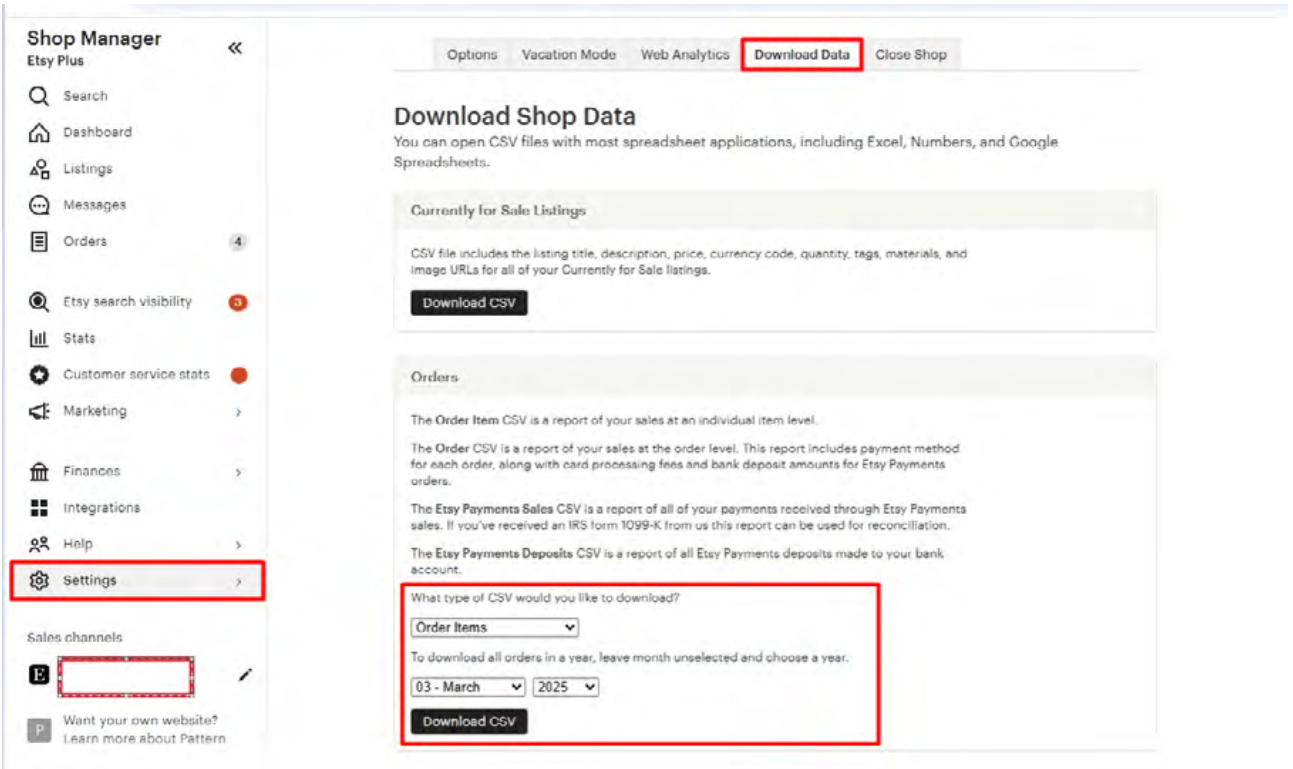 Shop Manager
Etsy Plus
Search
Dashboard
Listings
Messages
Orders
4
Etsy search visibility
3
Stats
Customer service stats
Marketing
Finances
Integrations
Help
Settings
Sales channels
E
P
Want your own website?
Learn more about Pattern
Options
Vacation Mode
Web Analytics
Download Data
Close Shop
Download Shop Data
You can open CSV files with most spreadsheet applications, including Excel, Numbers, and Google
Spreadsheets.
Currently for Sale Listings
CSV file includes the listing title, description, price, currency code, quantity, tags, materials, and
image URLs for all of your Currently for Sale listings.
Download CSV
Orders
The Order Item CSV is a report of your sales at an individual item level.
The Order CSV is a report of your sales at the order level. This report includes payment method
for each order, along with card processing fees and bank deposit amounts for Etsy Payments
orders.
The Etsy Payments Sales CSV is a report of all of your payments received through Etsy Payments
sales. If you've received an IRS form 1099-K from us this report can be used for reconciliation.
The Etsy Payments Deposits CSV is a report of all Etsy Payments deposits made to your bank
account.
What type of CSV would you like to download?
Order Items
To download all orders in a year, leave month unselected and choose a year.
03 - March
2025
Download CSV